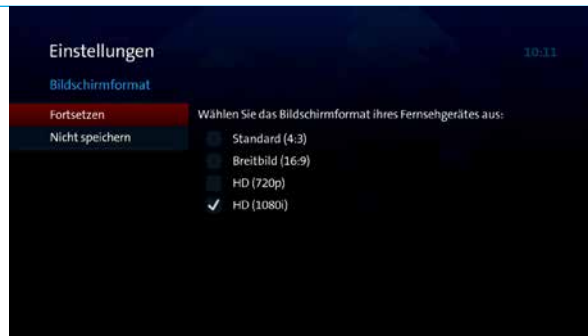 Einstellungen
10:11
Bildschirmformat
Fortsetzen
Wählen Sie das Bildschirmformat ihres Fernsehgerätes aus:
Nicht speichern
Standard (4:3)
Breitbild (16:9)
HD (720p)
HD (1080i)